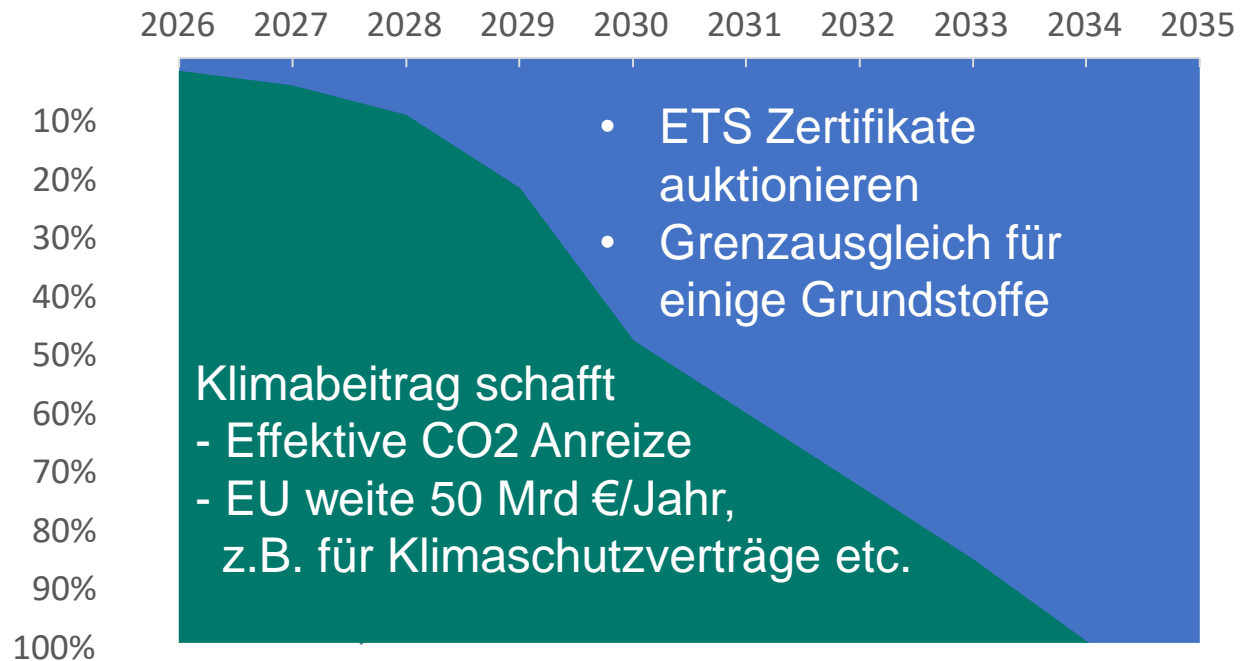 2026 2027 2028 2029 2030 2031 2032 2033 2034 2035
10%
20%
30%
40%
50%
60%
70%
80%
90%
100%
• ETS Zertifikate
auktionieren
• Grenzausgleich für
einige Grundstoffe
Klimabeitrag schafft
- Effektive CO2 Anreize
- EU weite 50 Mrd €/Jahr,
z.B. für Klimaschutzverträge etc.